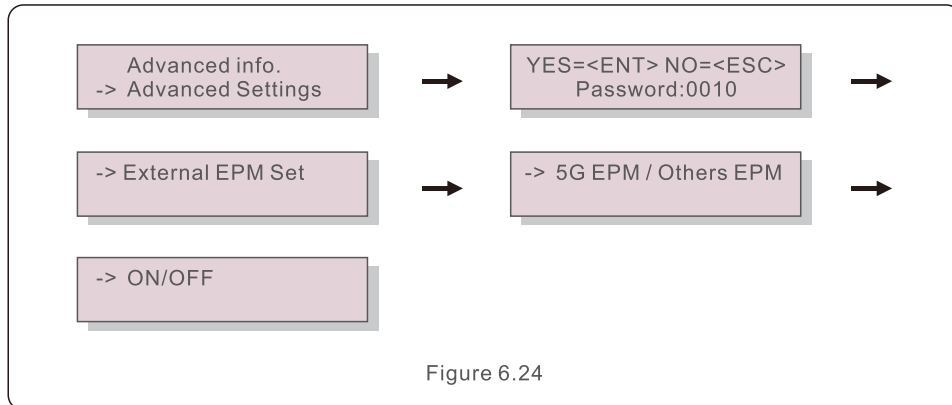 Advanced info.
-> Advanced Settings
YES=<ENT> NO=<ESC>
Password:0010
-> External EPM Set
-> 5G EPM / Others EPM
-> ON/OFF
Figure 6.24